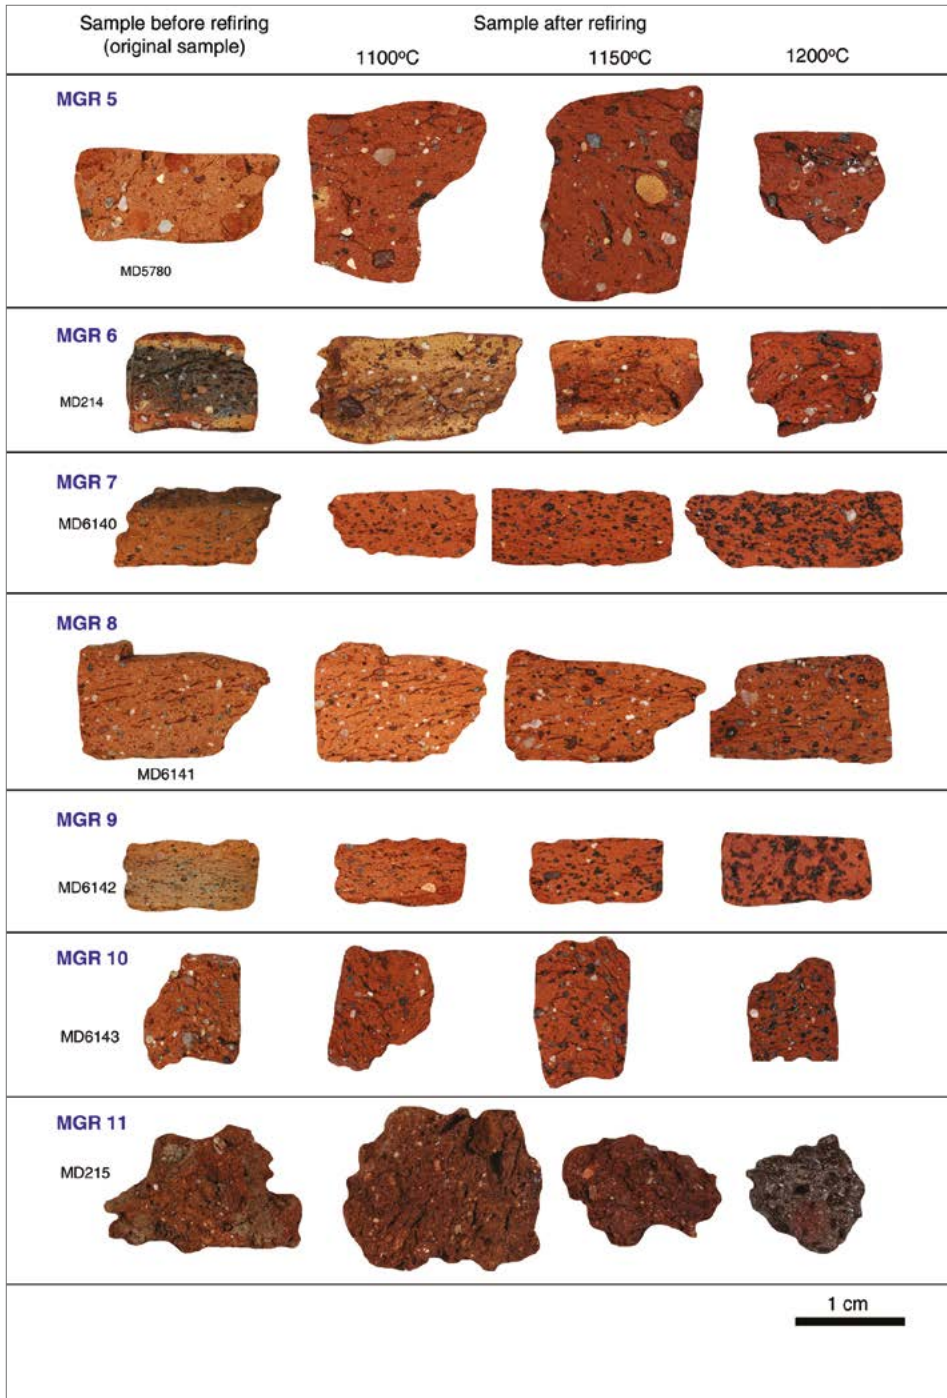 Sample before refiring
(original sample)
Sample after refiring
1100ºC
1150ºC
1200ºC
MGR 5
MD5780
MGR 6
MD214
MGR 7
MD6140
MGR 8
MD6141
MGR 9
MD6142
MGR 10
MD6143
MGR 11
MD215
1 cm